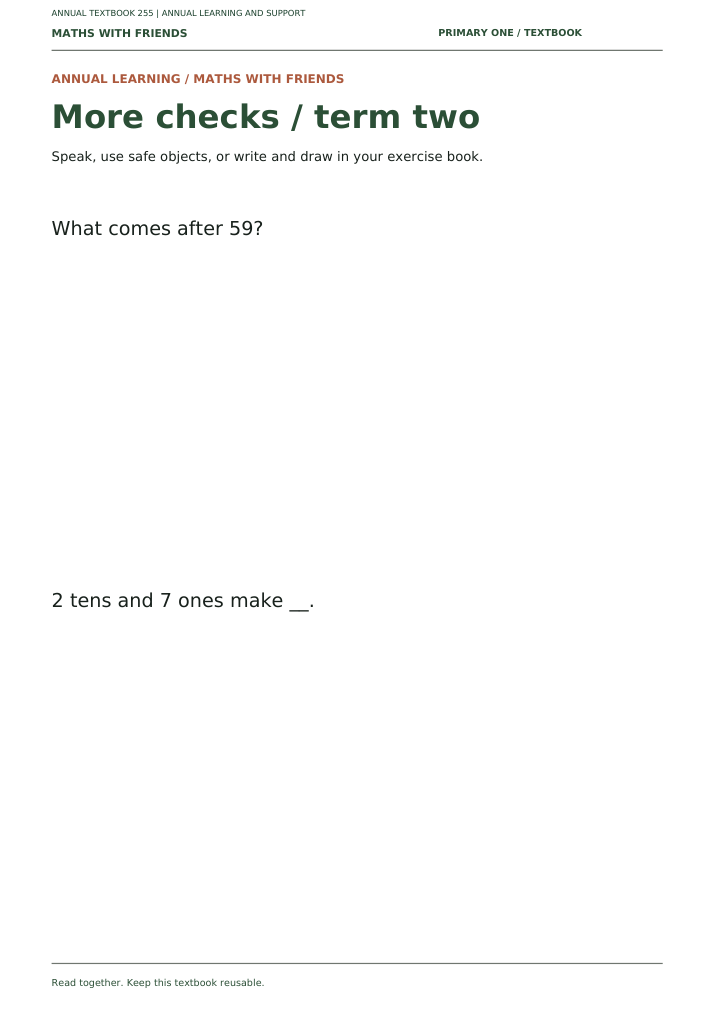 ANNUAL TEXTBOOK 255 | ANNUAL LEARNING AND SUPPORT
MATHS WITH FRIENDS
PRIMARY ONE / TEXTBOOK
ANNUAL LEARNING / MATHS WITH FRIENDS
More checks / term two
Speak, use safe objects, or write and draw in your exercise book.
What comes after 59?
2 tens and 7 ones make __.
Read together. Keep this textbook reusable.